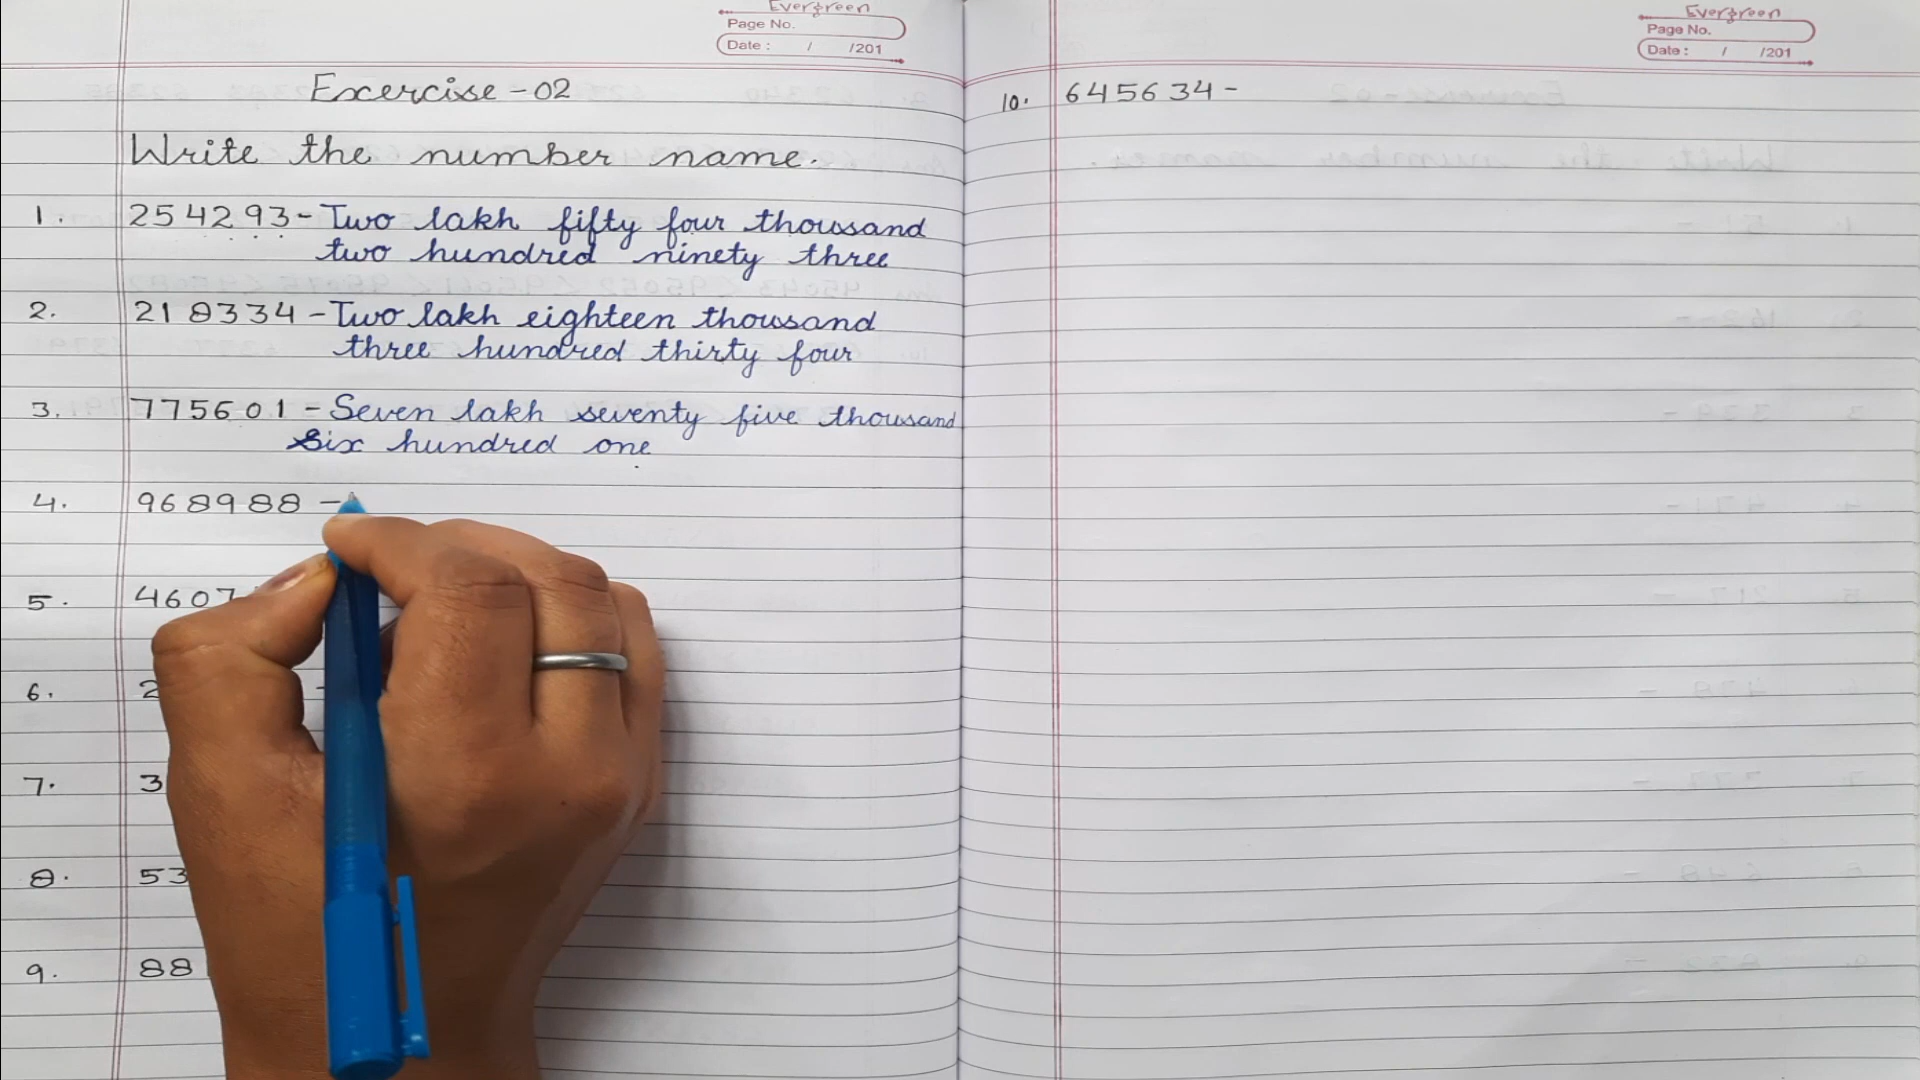 Evergreen
Page No.
Date : / /201
Exercise - 02
Write the number name.
1. 254293 - Two lakh fifty four thousand
two hundred ninety three
2. 218334 - Two lakh eighteen thousand
three hundred thirty four
3. 775601 - Seven lakh seventy five thousand
Six hundred one
4. 968988 -
5. 4607
6. 2 -
7. 3
8. 53
9. 88
Evergreen
Page No.
Date : / /201
10. 645634 -